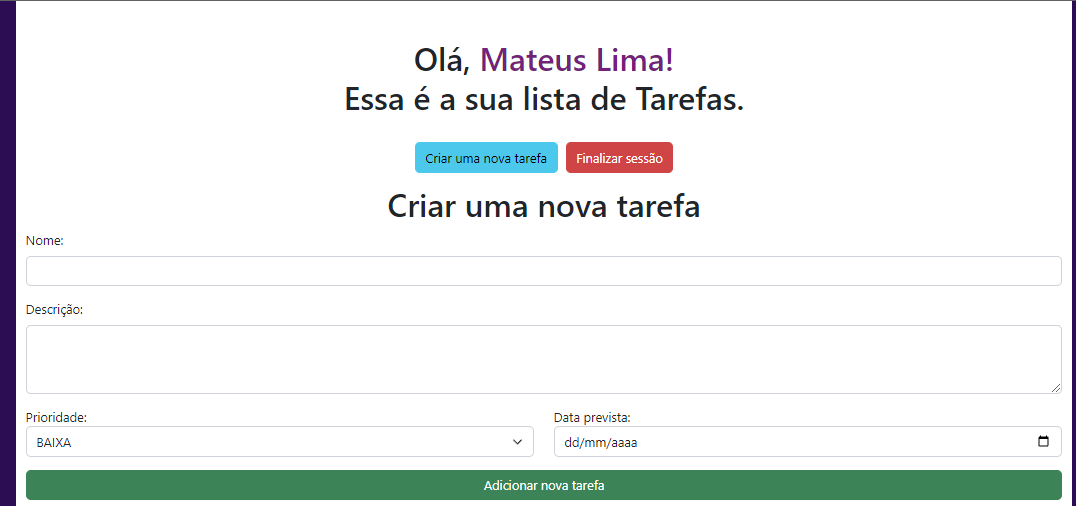 Olá, Mateus Lima!
Essa é a sua lista de Tarefas.
Criar uma nova tarefa Finalizar sessão
Criar uma nova tarefa
Nome:
Descrição:
Prioridade: Data prevista:
BAIXA dd/mm/aaaa
Adicionar nova tarefa